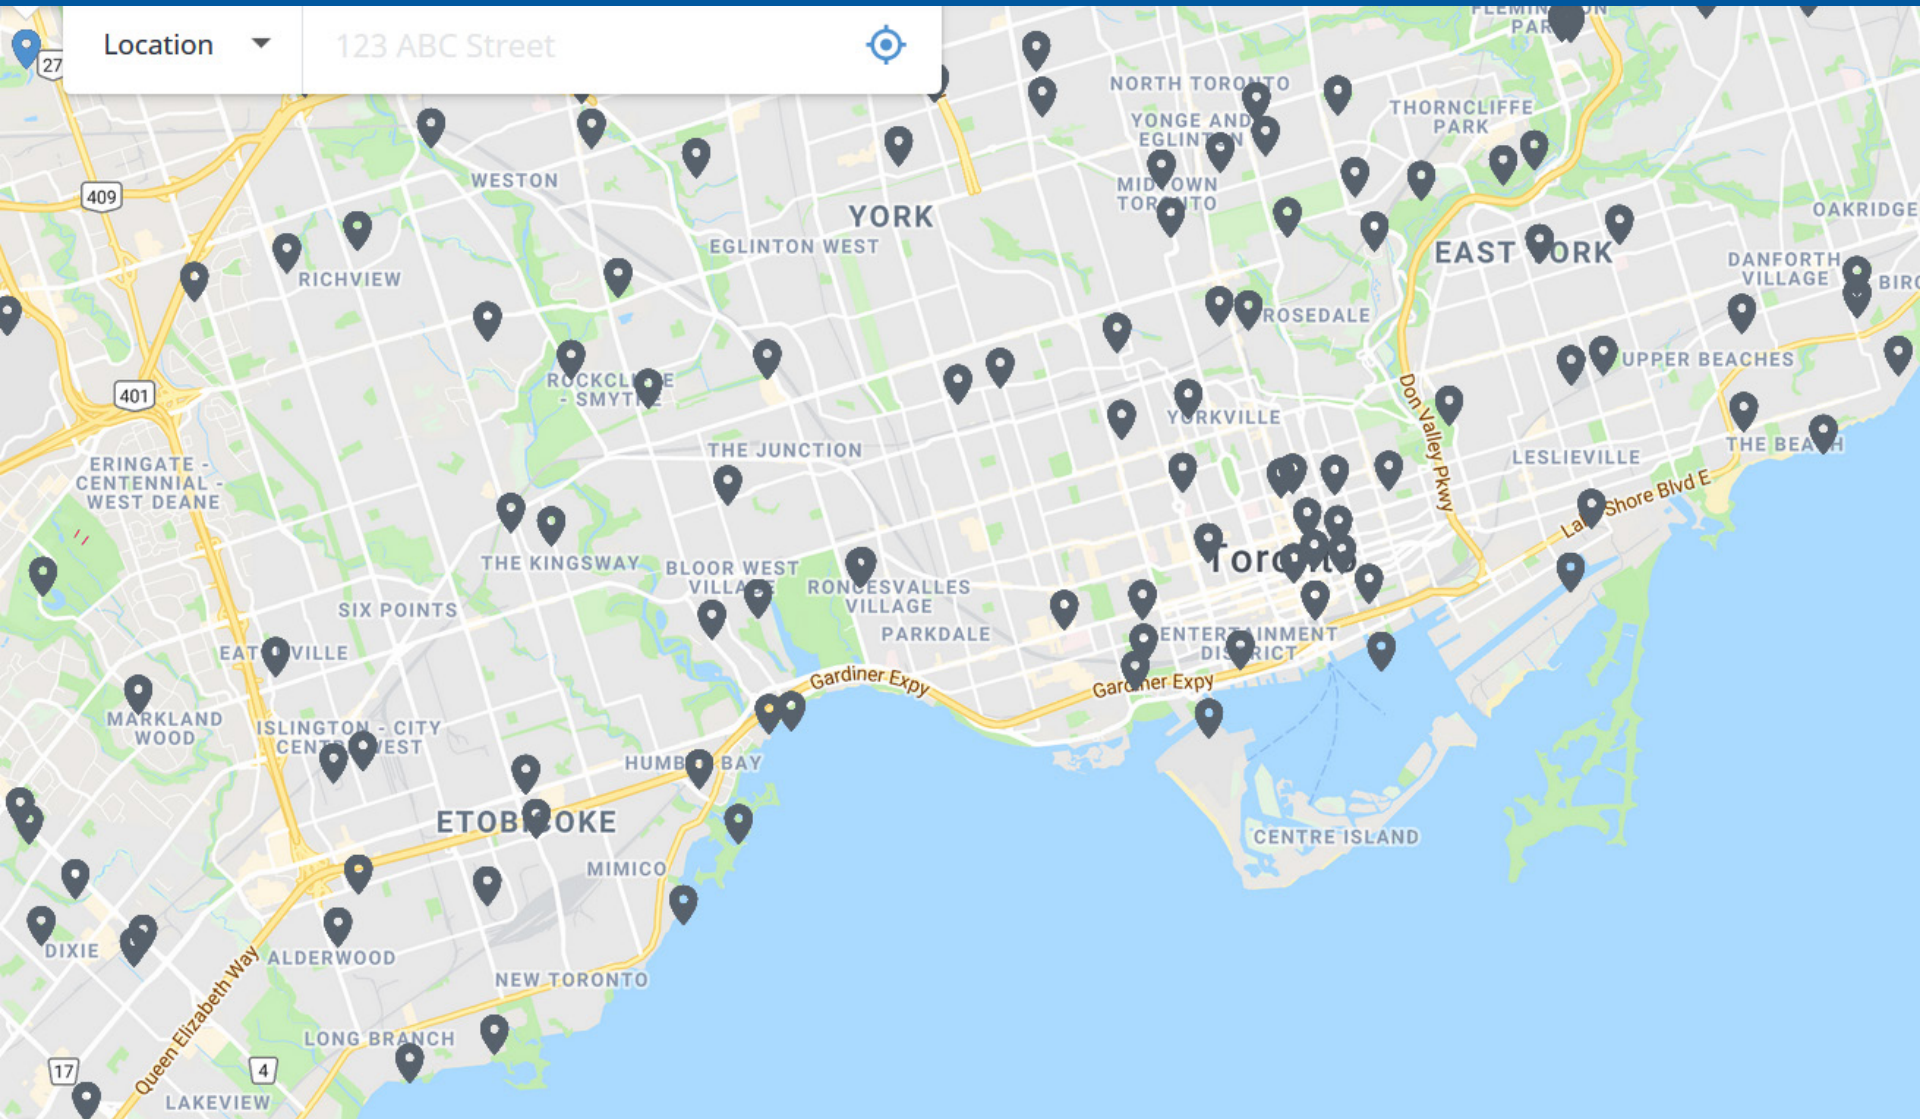 FLEMINGTON
PARK
Location
123 ABC Street
27
NORTH TORONTO
THORNCLIFFE
PARK
YONGE AND
EGLINTON
WESTON
MIDTOWN
TORONTO
409
YORK
OAKRIDGE
EGLINTON WEST
EAST YORK
DANFORTH
VILLAGE
RICHVIEW
BIRC
ROSEDALE
UPPER BEACHES
ROCKCLIFFE
- SMYTHE
401
Don Valley Pkwy
YORKVILLE
THE BEACH
THE JUNCTION
LESLIEVILLE
ERINGATE -
CENTENNIAL -
WEST DEANE
Lake Shore Blvd E
THE KINGSWAY
BLOOR WEST
VILLAGE
Toronto
RONCESVALLES
VILLAGE
SIX POINTS
PARKDALE
ENTERTAINMENT
DISTRICT
EATONVILLE
Gardiner Expy
Gardiner Expy
MARKLAND
WOOD
ISLINGTON - CITY
CENTRE WEST
HUMBER BAY
ETOBICOKE
CENTRE ISLAND
MIMICO
DIXIE
ALDERWOOD
NEW TORONTO
Queen Elizabeth Way
LONG BRANCH
17
4
LAKEVIEW